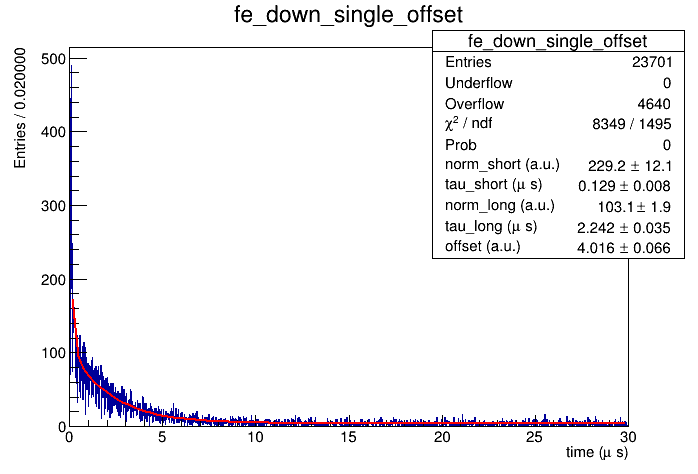 fe_down_single_offset
fe_down_single_offset
Entries 23701
Underflow 0
Overflow 4640
χ² / ndf 8349 / 1495
Prob 0
norm_short (a.u.) 229.2 ± 12.1
tau_short (μ s) 0.129 ± 0.008
norm_long (a.u.) 103.1 ± 1.9
tau_long (μ s) 2.242 ± 0.035
offset (a.u.) 4.016 ± 0.066
Entries / 0.020000
500
400
300
200
100
0
0 5 10 15 20 25 30
time (μ s)